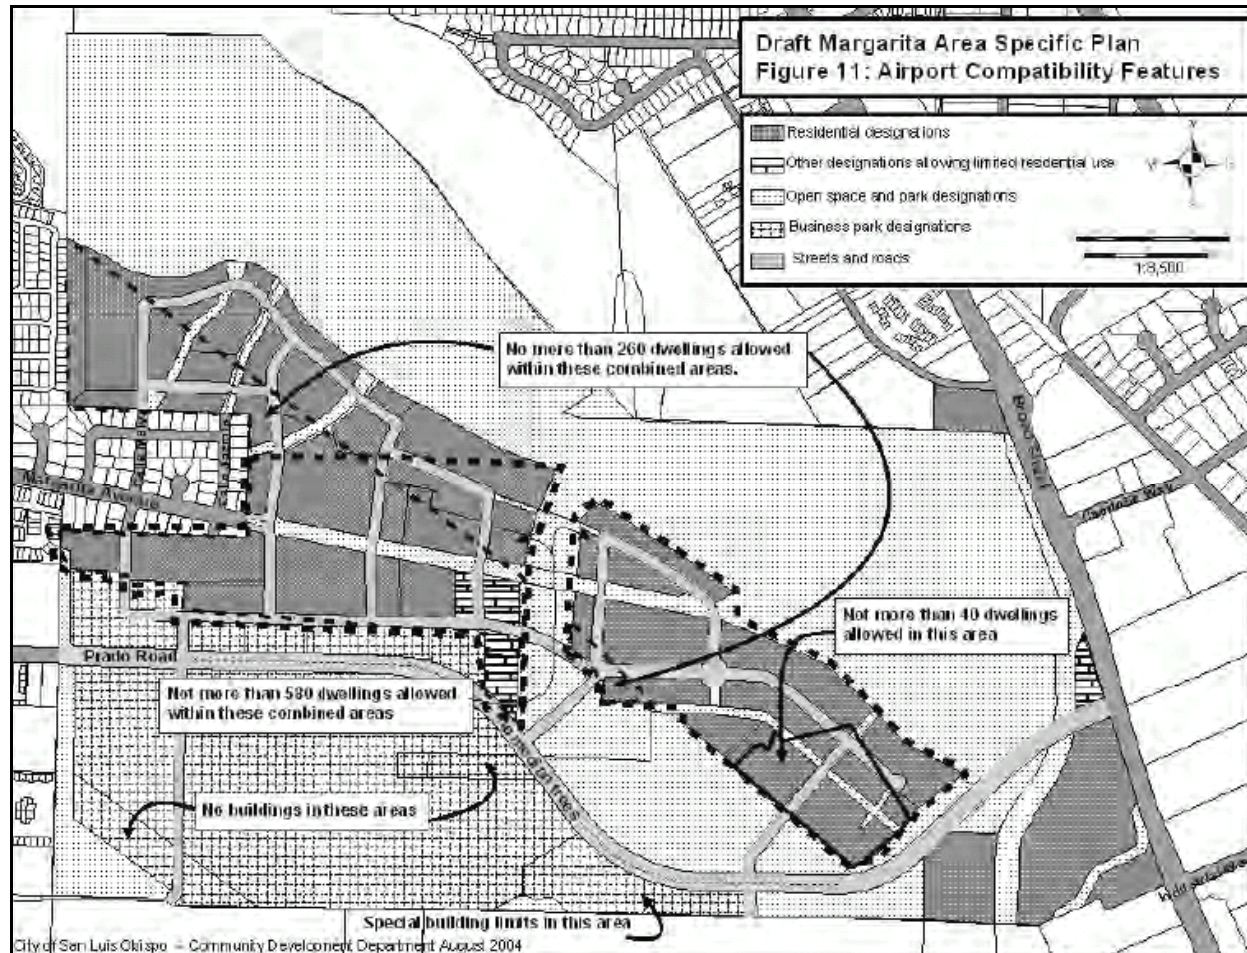 Draft Margarita Area Specific Plan
Figure 11: Airport Compatibility Features
Residential designations
Other designations allowing limited residential use
Open space and park designations
Business park designations
Streets and roads
1:8,500
No more than 260 dwellings allowed
within these combined areas.
Broad Street
Margarita Avenue
Not more than 40 dwellings
allowed in this area
Prado Road
Not more than 580 dwellings allowed
within these combined areas
No buildings in these areas
Special building limits in this area
City of San Luis Obispo - Community Development Department August 2004